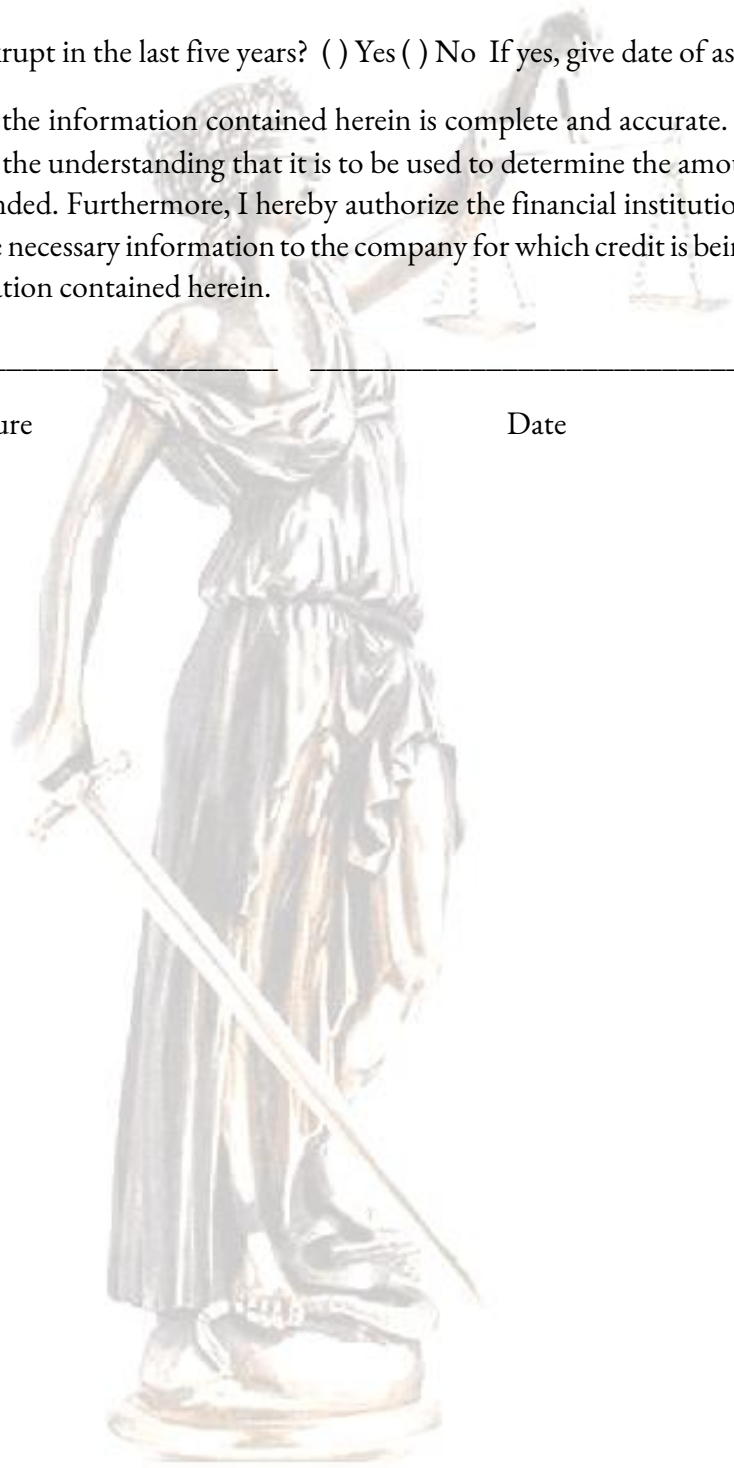 rupt in the last five years? ( ) Yes ( ) No If yes, give date of as
the information contained herein is complete and accurate.
the understanding that it is to be used to determine the amou
nded. Furthermore, I hereby authorize the financial institutio
e necessary information to the company for which credit is bein
ation contained herein.
ure Date